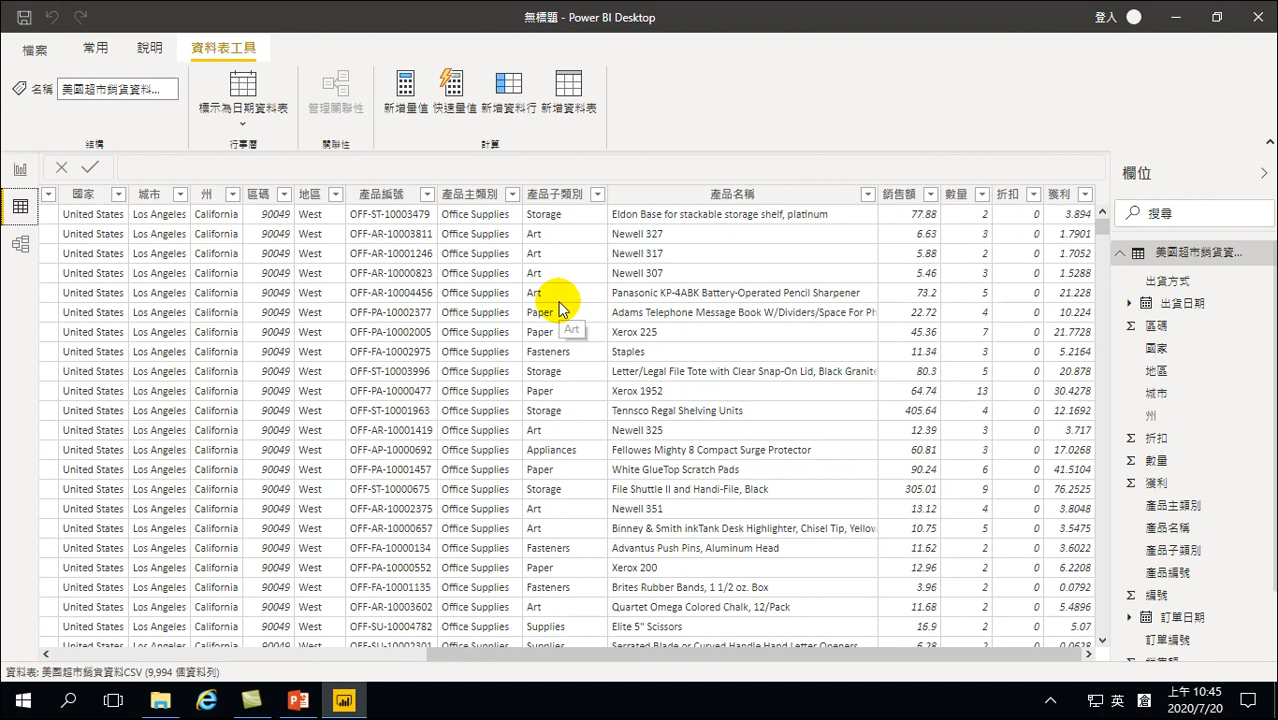 無標題 - Power BI Desktop
登入
檔案 常用 說明 資料表工具
名稱 美國超市銷貨資料...
標示為日期資料表 管理關聯性 新增量值 快速量值 新增資料行 新增資料表
結構 行事曆 關聯性 計算
國家 城市 州 區碼 地區 產品編號 產品主類別 產品子類別 產品名稱 銷售額 數量 折扣 獲利
United States Los Angeles California 90049 West OFF-ST-10003479 Office Supplies Storage Eldon Base for stackable storage shelf, platinum 77.88 2 0 3.894
United States Los Angeles California 90049 West OFF-AR-10003811 Office Supplies Art Newell 327 6.63 3 0 1.7901
United States Los Angeles California 90049 West OFF-AR-10001246 Office Supplies Art Newell 317 5.88 2 0 1.7052
United States Los Angeles California 90049 West OFF-AR-10000823 Office Supplies Art Newell 307 5.46 3 0 1.5288
United States Los Angeles California 90049 West OFF-AR-10004456 Office Supplies Art Panasonic KP-4ABK Battery-Operated Pencil Sharpener 73.2 5 0 21.228
United States Los Angeles California 90049 West OFF-PA-10002377 Office Supplies Paper Adams Telephone Message Book W/Dividers/Space For Ph 22.72 4 0 10.224
United States Los Angeles California 90049 West OFF-PA-10002005 Office Supplies Paper Xerox 225 45.36 7 0 21.7728
Art
United States Los Angeles California 90049 West OFF-FA-10002975 Office Supplies Fasteners Staples 11.34 3 0 5.2164
United States Los Angeles California 90049 West OFF-ST-10003996 Office Supplies Storage Letter/Legal File Tote with Clear Snap-On Lid, Black Granite 80.3 5 0 20.878
United States Los Angeles California 90049 West OFF-PA-10000477 Office Supplies Paper Xerox 1952 64.74 13 0 30.4278
United States Los Angeles California 90049 West OFF-ST-10001963 Office Supplies Storage Tennsco Regal Shelving Units 405.64 4 0 12.1692
United States Los Angeles California 90049 West OFF-AR-10001419 Office Supplies Art Newell 325 12.39 3 0 3.717
United States Los Angeles California 90049 West OFF-AP-10000692 Office Supplies Appliances Fellowes Mighty 8 Compact Surge Protector 60.81 3 0 17.0268
United States Los Angeles California 90049 West OFF-PA-10001457 Office Supplies Paper White GlueTop Scratch Pads 90.24 6 0 41.5104
United States Los Angeles California 90049 West OFF-ST-10000675 Office Supplies Storage File Shuttle II and Handi-File, Black 305.01 9 0 76.2525
United States Los Angeles California 90049 West OFF-AR-10002375 Office Supplies Art Newell 351 13.12 4 0 3.8048
United States Los Angeles California 90049 West OFF-AR-10000657 Office Supplies Art Binney & Smith inkTank Desk Highlighter, Chisel Tip, Yellow 10.75 5 0 3.5475
United States Los Angeles California 90049 West OFF-FA-10000134 Office Supplies Fasteners Advantus Push Pins, Aluminum Head 11.62 2 0 3.6022
United States Los Angeles California 90049 West OFF-PA-10000552 Office Supplies Paper Xerox 200 12.96 2 0 6.2208
United States Los Angeles California 90049 West OFF-FA-10001135 Office Supplies Fasteners Brites Rubber Bands, 1 1/2 oz. Box 3.96 2 0 0.0792
United States Los Angeles California 90049 West OFF-AR-10003602 Office Supplies Art Quartet Omega Colored Chalk, 12/Pack 11.68 2 0 5.4896
United States Los Angeles California 90049 West OFF-SU-10004782 Office Supplies Supplies Elite 5" Scissors 16.9 2 0 5.07
United States Los Angeles California 90049 West OFF-SU-10002301 Office Supplies Supplies Serrated Blade or Curved Handle Hand Letter Openers 6.28 2 0 0.0628
欄位
搜尋
美國超市銷貨資...
出貨方式
出貨日期
Σ 區碼
國家
地區
城市
州
Σ 折扣
Σ 數量
Σ 獲利
產品主類別
產品名稱
產品子類別
產品編號
Σ 編號
訂單日期
訂單編號
Σ 銷售額
資料表: 美國超市銷貨資料CSV (9,994 個資料列)
英
上午 10:45
2020/7/20